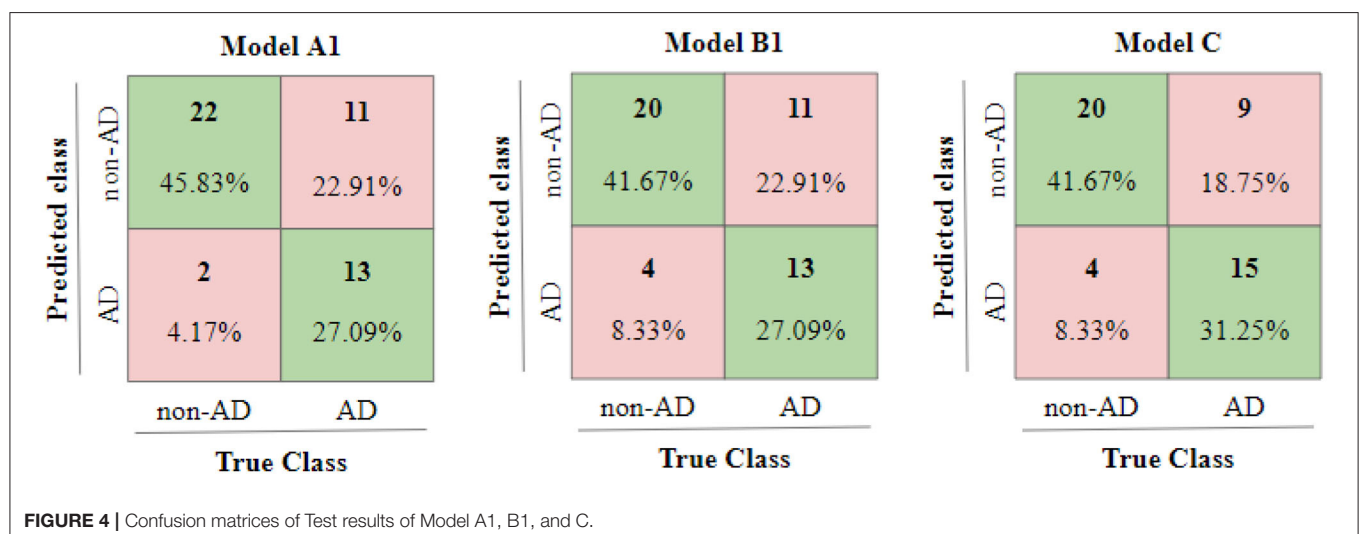 Model A1
Predicted class
non-AD
AD
22
11
45.83%
22.91%
2
13
4.17%
27.09%
non-AD
AD
True Class
Model B1
Predicted class
non-AD
AD
20
11
41.67%
22.91%
4
13
8.33%
27.09%
non-AD
AD
True Class
Model C
Predicted class
non-AD
AD
20
9
41.67%
18.75%
4
15
8.33%
31.25%
non-AD
AD
True Class
FIGURE 4 | Confusion matrices of Test results of Model A1, B1, and C.